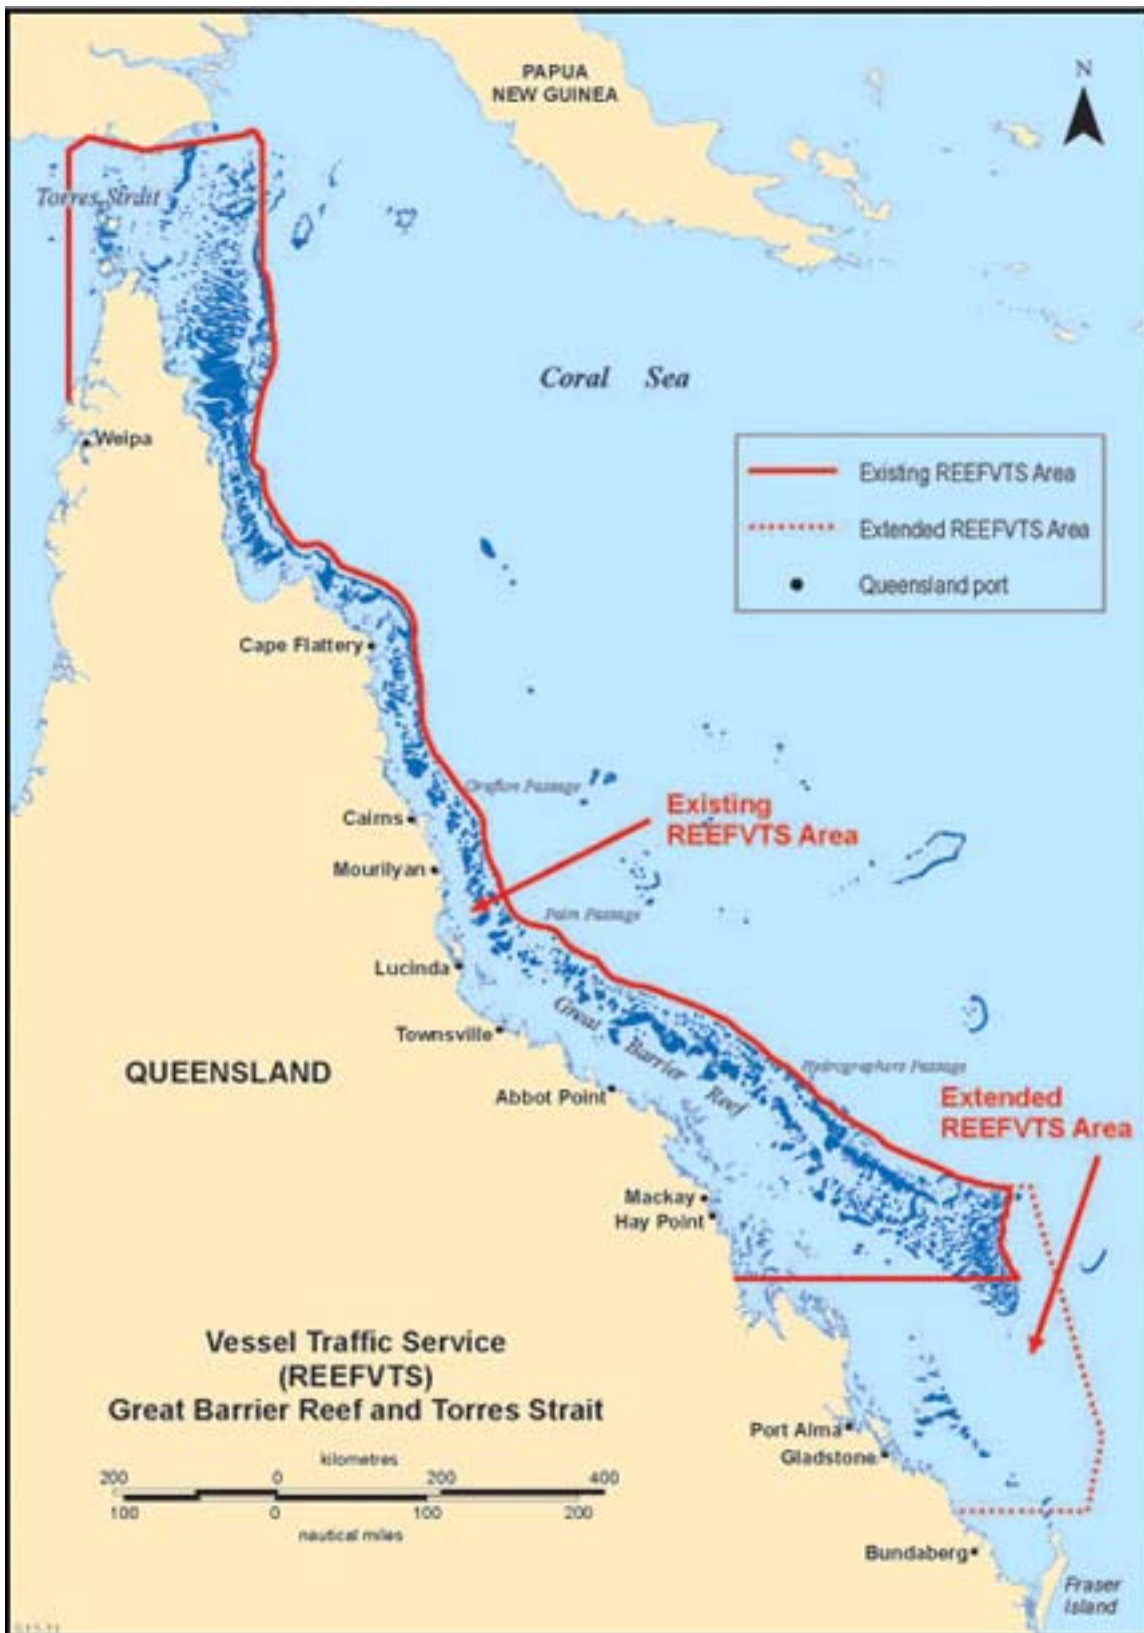 PAPUA
NEW GUINEA
N
Torres Strait
Coral Sea
Weipa
Existing REEFVTS Area
Extended REEFVTS Area
Queensland port
Cape Flattery
Grafton Passage
Existing
REEFVTS Area
Cairns
Mourilyan
Palm Passage
Lucinda
Great
Barrier
Reef
Townsville
Hydrographers Passage
QUEENSLAND
Abbot Point
Extended
REEFVTS Area
Mackay
Hay Point
Vessel Traffic Service
(REEFVTS)
Great Barrier Reef and Torres Strait
Port Alma
Gladstone
kilometres
200 0 200 400
100 0 100 200
nautical miles
Bundaberg
Fraser
Island